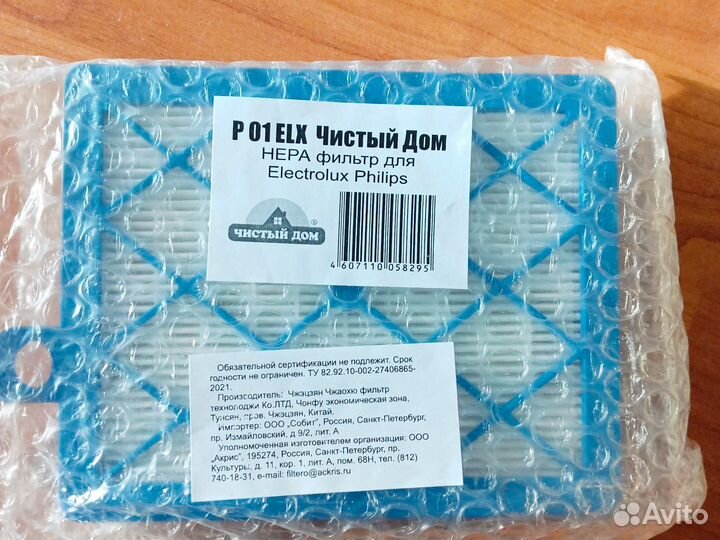 P 01 ELX Чистый Дом
HEPA фильтр для
Electrolux Philips
ЧИСТЫЙ ДОМ ®
4 607110 058295
Обязательной сертификации не подлежит. Срок
годности не ограничен. ТУ 82.92.10-002-27406865-
2021.
Производитель: Чжэцзян Чжаохю фильтр
технолоджи Ко.ЛТД, Чонфу экономическая зона,
Тунсян, пров. Чжэцзян, Китай.
импортер: ООО „Собит", Россия, Санкт-Петербург,
пр. Измайловский, д 9/2, лит. А
Уполномоченная изготовителем организация: ООО
„Акрис", 195274, Россия, Санкт-Петербург, пр.
Культуры, д. 11, кор. 1, лит. А, пом. 68Н, тел. (812)
740-18-31, e-mail: filtero@ackris.ru
Avito